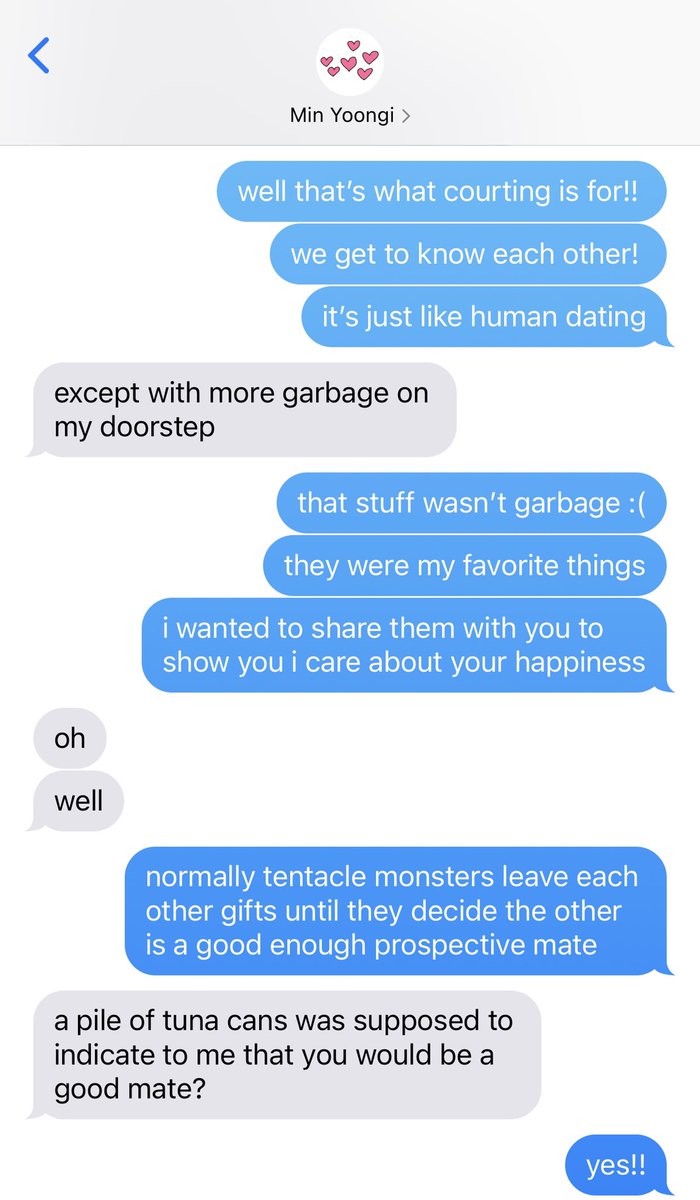 Min Yoongi
well that’s what courting is for!!
we get to know each other!
it’s just like human dating
except with more garbage on
my doorstep
that stuff wasn’t garbage :(
they were my favorite things
i wanted to share them with you to
show you i care about your happiness
oh
well
normally tentacle monsters leave each
other gifts until they decide the other
is a good enough prospective mate
a pile of tuna cans was supposed to
indicate to me that you would be a
good mate?
yes!!